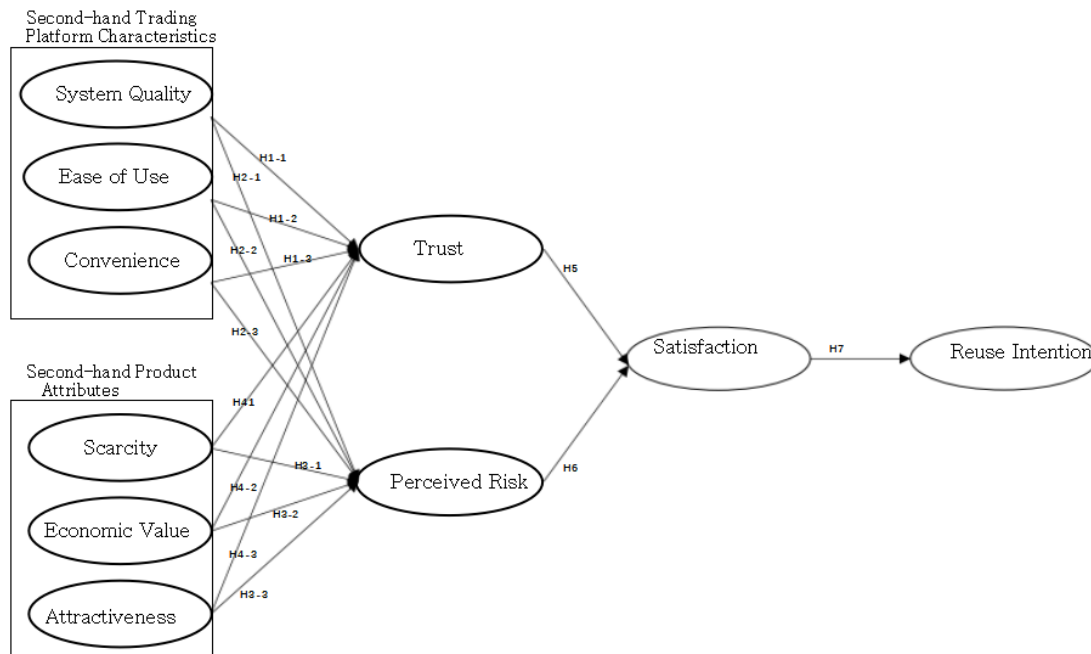 Second-hand Trading
Platform Characteristics
System Quality
Ease of Use
Convenience
H1-1
H2-1
H1-2
H2-2
H1-3
H2-3
Trust
H5
Satisfaction
H7
Reuse Intention
Second-hand Product
Attributes
Scarcity
Economic Value
Attractiveness
H41
H3-1
H4-2
H3-2
H4-3
H3-3
Perceived Risk
H6